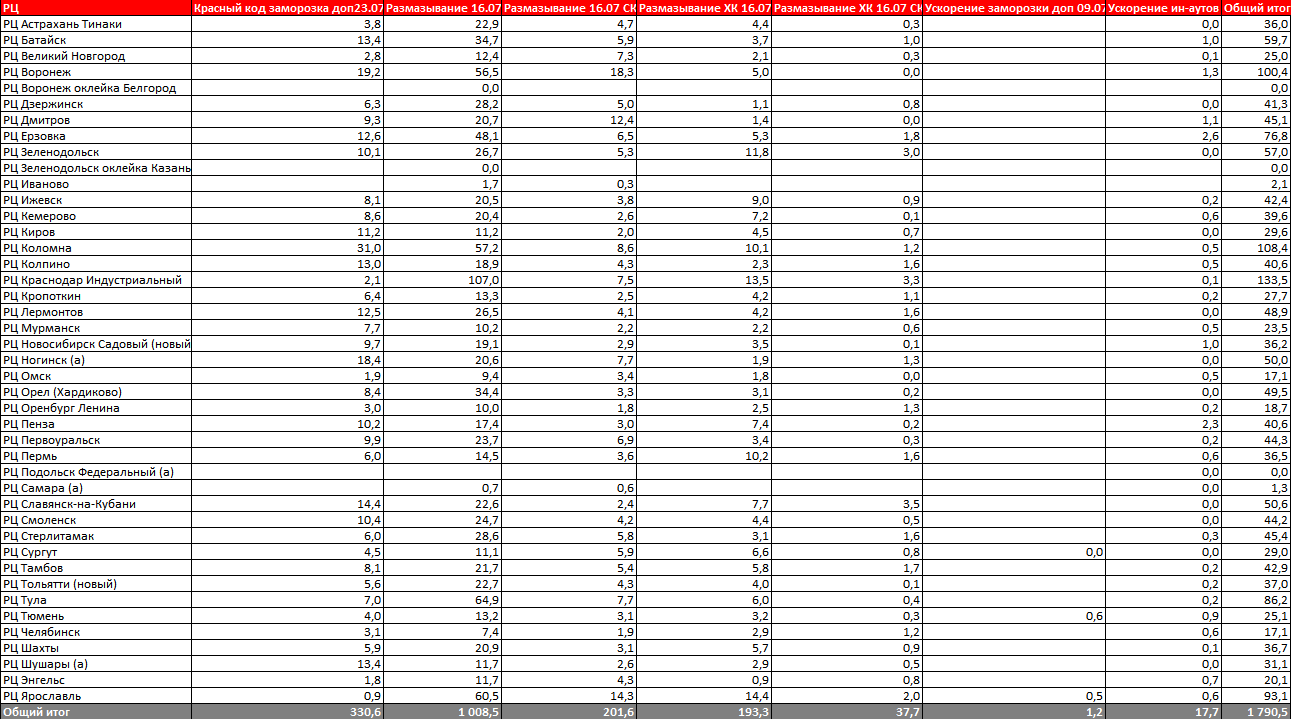 РЦ Красный код заморозка доп23.07 Размазывание 16.07 Размазывание 16.07 СК Размазывание ХК 16.07 Размазывание ХК 16.07 СК Ускорение заморозки доп 09.07 Ускорение ин-аутов Общий итог
РЦ Астрахань Тинаки 3,8 22,9 4,7 4,4 0,3 0,0 36,0
РЦ Батайск 13,4 34,7 5,9 3,7 1,0 1,0 59,7
РЦ Великий Новгород 2,8 12,4 7,3 2,1 0,3 0,1 25,0
РЦ Воронеж 19,2 56,5 18,3 5,0 0,0 1,3 100,4
РЦ Воронеж оклейка Белгород 0,0 0,0
РЦ Дзержинск 6,3 28,2 5,0 1,1 0,8 0,0 41,3
РЦ Дмитров 9,3 20,7 12,4 1,4 0,0 1,1 45,1
РЦ Ерзовка 12,6 48,1 6,5 5,3 1,8 2,6 76,8
РЦ Зеленодольск 10,1 26,7 5,3 11,8 3,0 0,0 57,0
РЦ Зеленодольск оклейка Казань 0,0 0,0
РЦ Иваново 1,7 0,3 2,1
РЦ Ижевск 8,1 20,5 3,8 9,0 0,9 0,2 42,4
РЦ Кемерово 8,6 20,4 2,6 7,2 0,1 0,6 39,6
РЦ Киров 11,2 11,2 2,0 4,5 0,7 0,0 29,6
РЦ Коломна 31,0 57,2 8,6 10,1 1,2 0,5 108,4
РЦ Колпино 13,0 18,9 4,3 2,3 1,6 0,5 40,6
РЦ Краснодар Индустриальный 2,1 107,0 7,5 13,5 3,3 0,1 133,5
РЦ Кропоткин 6,4 13,3 2,5 4,2 1,1 0,2 27,7
РЦ Лермонтов 12,5 26,5 4,1 4,2 1,6 0,0 48,9
РЦ Мурманск 7,7 10,2 2,2 2,2 0,6 0,5 23,5
РЦ Новосибирск Садовый (новый 9,7 19,1 2,9 3,5 0,1 1,0 36,2
РЦ Ногинск (а) 18,4 20,6 7,7 1,9 1,3 0,0 50,0
РЦ Омск 1,9 9,4 3,4 1,8 0,0 0,5 17,1
РЦ Орел (Хардиково) 8,4 34,4 3,3 3,1 0,2 0,0 49,5
РЦ Оренбург Ленина 3,0 10,0 1,8 2,5 1,3 0,2 18,7
РЦ Пенза 10,2 17,4 3,0 7,4 0,2 2,3 40,6
РЦ Первоуральск 9,9 23,7 6,9 3,4 0,3 0,2 44,3
РЦ Пермь 6,0 14,5 3,6 10,2 1,6 0,6 36,5
РЦ Подольск Федеральный (а) 0,0 0,0
РЦ Самара (а) 0,7 0,6 0,0 1,3
РЦ Славянск-на-Кубани 14,4 22,6 2,4 7,7 3,5 0,0 50,6
РЦ Смоленск 10,4 24,7 4,2 4,4 0,5 0,0 44,2
РЦ Стерлитамак 6,0 28,6 5,8 3,1 1,6 0,3 45,4
РЦ Сургут 4,5 11,1 5,9 6,6 0,8 0,0 0,0 29,0
РЦ Тамбов 8,1 21,7 5,4 5,8 1,7 0,2 42,9
РЦ Тольятти (новый) 5,6 22,7 4,3 4,0 0,1 0,2 37,0
РЦ Тула 7,0 64,9 7,7 6,0 0,4 0,2 86,2
РЦ Тюмень 4,0 13,2 3,1 3,2 0,3 0,6 0,9 25,1
РЦ Челябинск 3,1 7,4 1,9 2,9 1,2 0,6 17,1
РЦ Шахты 5,9 20,9 3,1 5,7 0,9 0,1 36,7
РЦ Шушары (а) 13,4 11,7 2,6 2,9 0,5 0,0 31,1
РЦ Энгельс 1,8 11,7 4,3 0,9 0,8 0,7 20,1
РЦ Ярославль 0,9 60,5 14,3 14,4 2,0 0,5 0,6 93,1
Общий итог 330,6 1 008,5 201,6 193,3 37,7 1,2 17,7 1 790,5